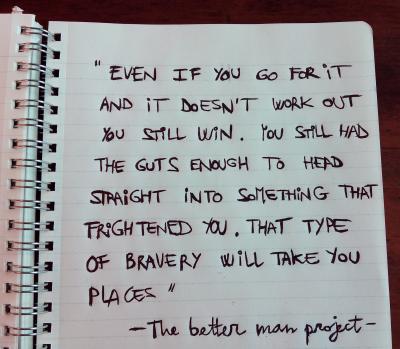 " EVEN IF YOU GO FOR iT
AND iT DOESN'T WORK OUT
YOU STILL WIN. YOU STILL HAD
THE GUTS ENOUGH TO HEAD
STRAIGHT INTO SOMETHING THAT
FRIGHTENED YOU. THAT TYPE
OF BRAVERY WILL TAKE YOU
PLACES "
-The better man project-